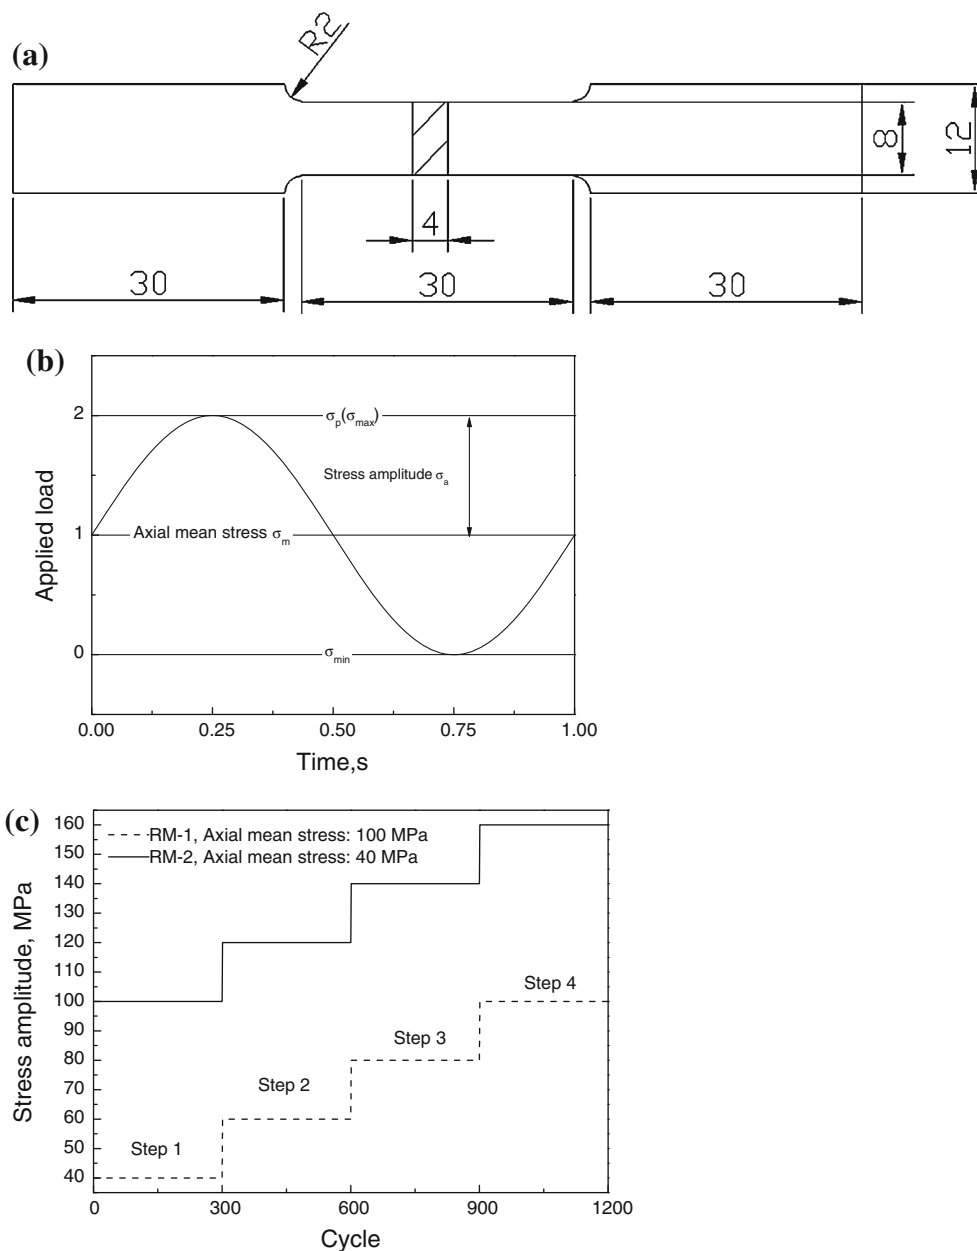 (a)
R2
8
12
4
30
30
30
(b)
σp(σmax)
Stress amplitude σa
Axial mean stress σm
σmin
2
1
0
Applied load
0.00
0.25
0.50
0.75
1.00
Time,s
(c)
RM-1, Axial mean stress: 100 MPa
RM-2, Axial mean stress: 40 MPa
160
150
140
130
120
110
100
90
80
70
60
50
40
Stress amplitude, MPa
Step 1
Step 2
Step 3
Step 4
0
300
600
900
1200
Cycle